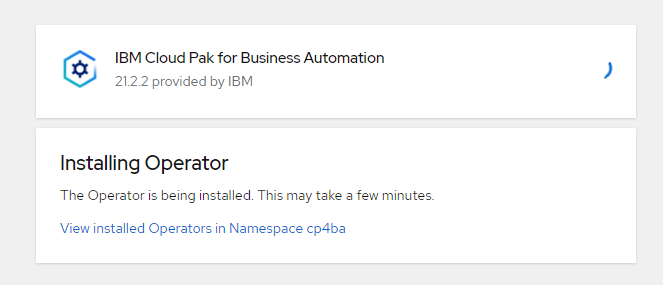 IBM Cloud Pak for Business Automation
21.2.2 provided by IBM
Installing Operator
The Operator is being installed. This may take a few minutes.
View installed Operators in Namespace cp4ba